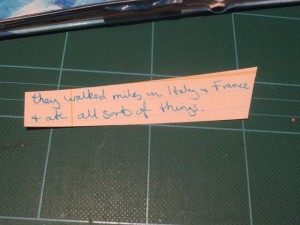 they walked miles in Italy + France
+ ate all sorts of things.